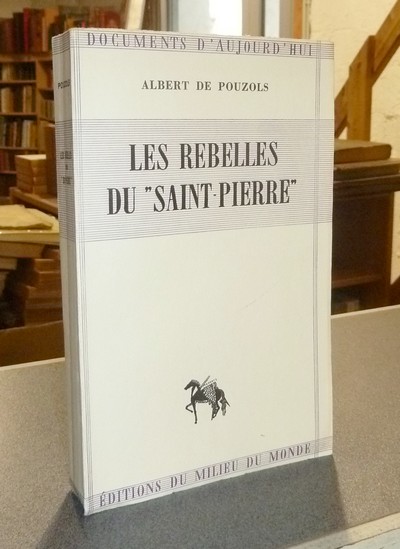 DOCUMENTS D'AUJOURD'HUI
ALBERT DE POUZOLS
LES REBELLES
DU "SAINT-PIERRE"
ÉDITIONS DU MILIEU DU MONDE